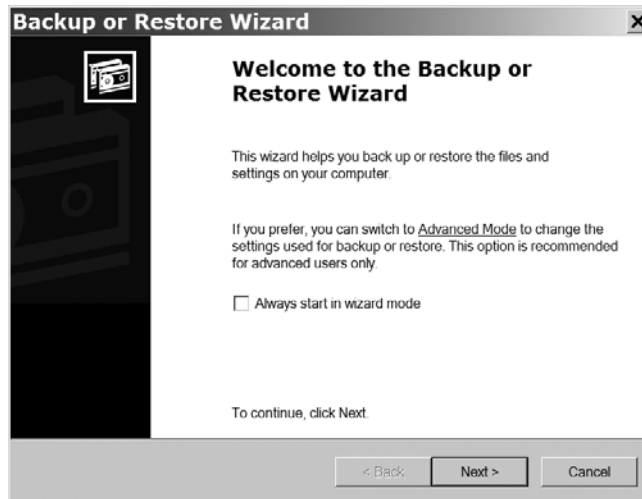 Backup or Restore Wizard
Welcome to the Backup or
Restore Wizard
This wizard helps you back up or restore the files and
settings on your computer.
If you prefer, you can switch to Advanced Mode to change the
settings used for backup or restore. This option is recommended
for advanced users only.
Always start in wizard mode
To continue, click Next.
< Back
Next >
Cancel